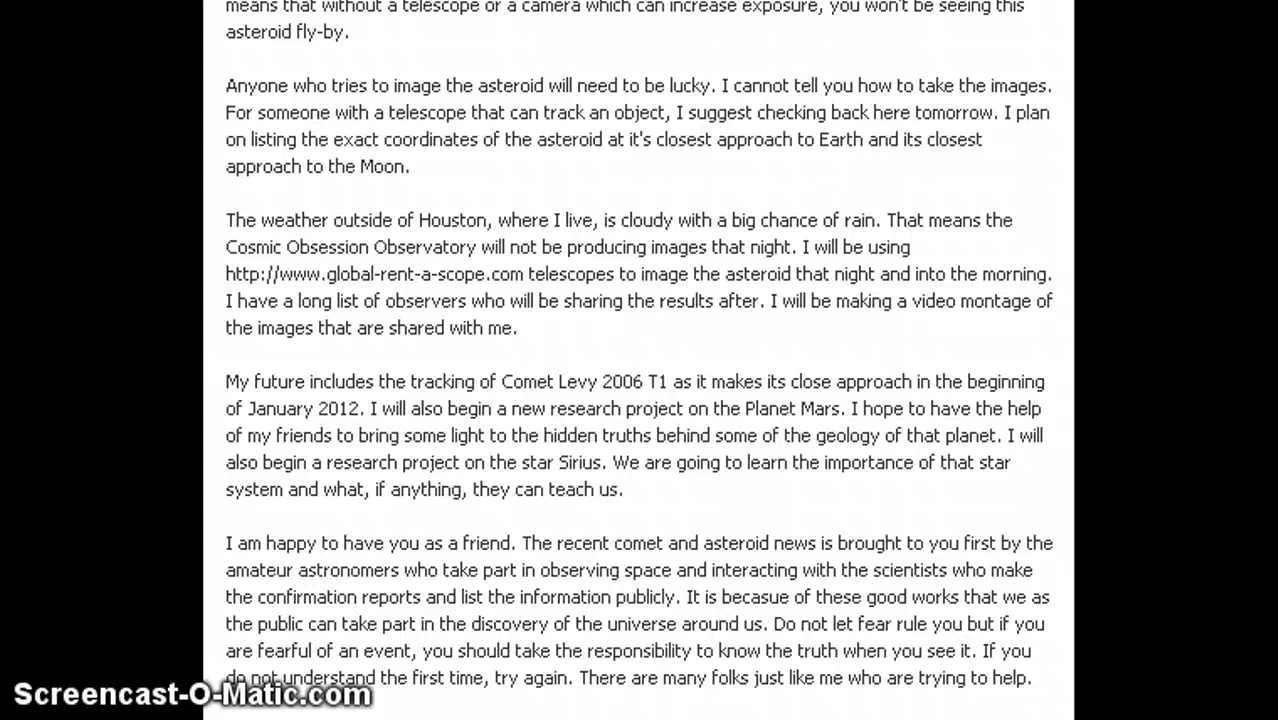 means that without a telescope or a camera which can increase exposure, you won't be seeing this
asteroid fly-by.
Anyone who tries to image the asteroid will need to be lucky. I cannot tell you how to take the images.
For someone with a telescope that can track an object, I suggest checking back here tomorrow. I plan
on listing the exact coordinates of the asteroid at it's closest approach to Earth and its closest
approach to the Moon.
The weather outside of Houston, where I live, is cloudy with a big chance of rain. That means the
Cosmic Obsession Observatory will not be producing images that night. I will be using
http://www.global-rent-a-scope.com telescopes to image the asteroid that night and into the morning.
I have a long list of observers who will be sharing the results after. I will be making a video montage of
the images that are shared with me.
My future includes the tracking of Comet Levy 2006 T1 as it makes its close approach in the beginning
of January 2012. I will also begin a new research project on the Planet Mars. I hope to have the help
of my friends to bring some light to the hidden truths behind some of the geology of that planet. I will
also begin a research project on the star Sirius. We are going to learn the importance of that star
system and what, if anything, they can teach us.
I am happy to have you as a friend. The recent comet and asteroid news is brought to you first by the
amateur astronomers who take part in observing space and interacting with the scientists who make
the confirmation reports and list the information publicly. It is becasue of these good works that we as
the public can take part in the discovery of the universe around us. Do not let fear rule you but if you
are fearful of an event, you should take the responsibility to know the truth when you see it. If you
do not understand the first time, try again. There are many folks just like me who are trying to help.
Screencast-O-Matic.com